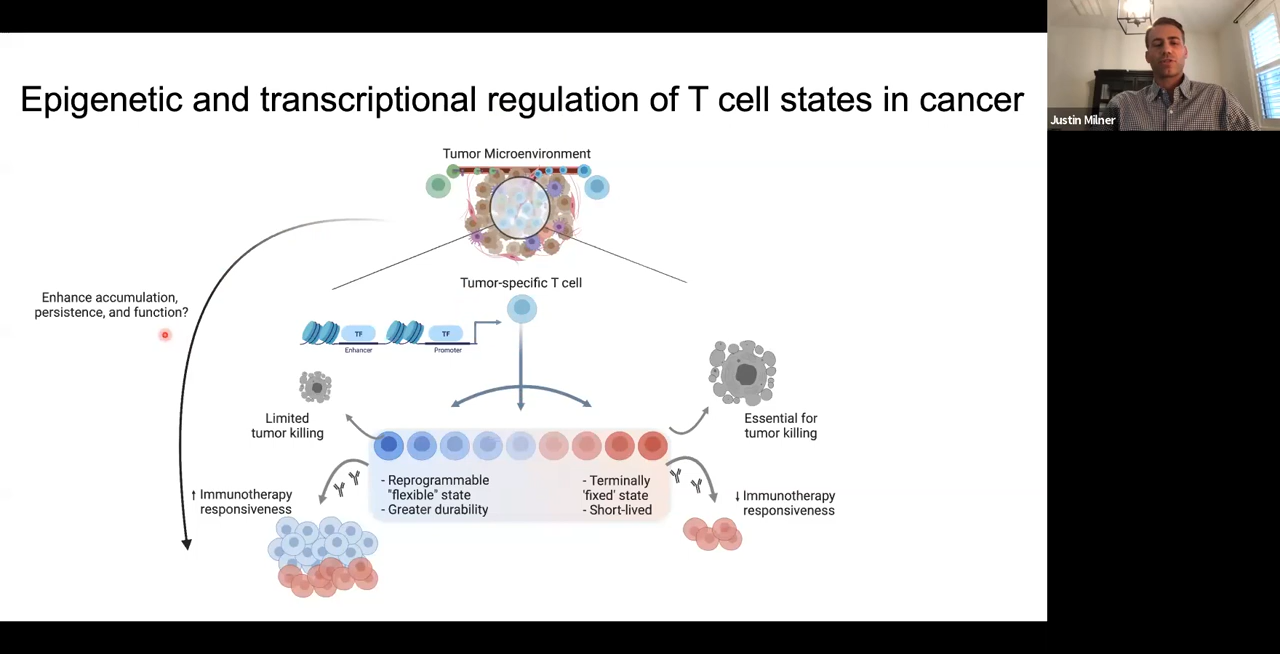 Epigenetic and transcriptional regulation of T cell states in cancer
Justin Milner
Tumor Microenvironment
Tumor-specific T cell
Enhance accumulation,
persistence, and function?
TF
TF
Enhancer
Promoter
Limited
tumor killing
Essential for
tumor killing
- Reprogrammable
"flexible" state
- Greater durability
- Terminally
'fixed' state
- Short-lived
↑ Immunotherapy
responsiveness
↓ Immunotherapy
responsiveness